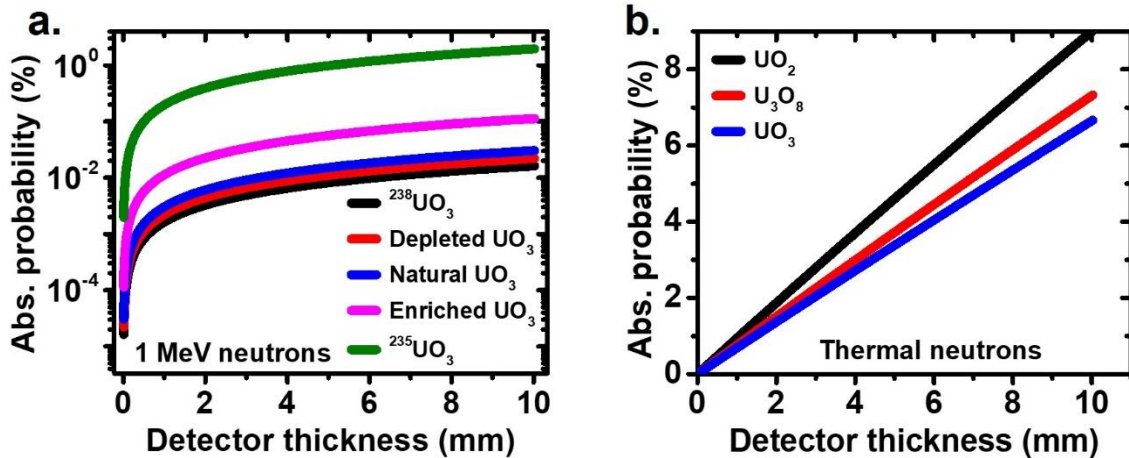 a.
Abs. probability (%)
10⁰
10⁻²
10⁻⁴
²³⁸UO₃
Depleted UO₃
Natural UO₃
Enriched UO₃
²³⁵UO₃
1 MeV neutrons
0 2 4 6 8 10
Detector thickness (mm)
b.
Abs. probability (%)
8
6
4
2
0
UO₂
U₃O₈
UO₃
Thermal neutrons
0 2 4 6 8 10
Detector thickness (mm)